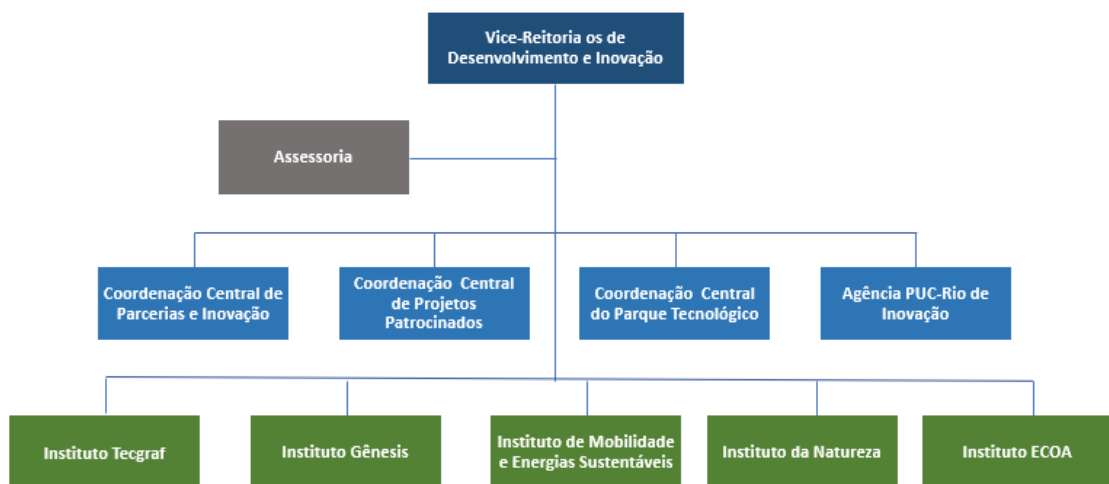 Vice-Reitoria os de
Desenvolvimento e Inovação
Assessoria
Coordenação Central de
Parcerias e Inovação
Coordenação Central
de Projetos
Patrocinados
Coordenação Central
do Parque Tecnológico
Agência PUC-Rio de
Inovação
Instituto Tecgraf
Instituto Gênesis
Instituto de Mobilidade
e Energias Sustentáveis
Instituto da Natureza
Instituto ECOA